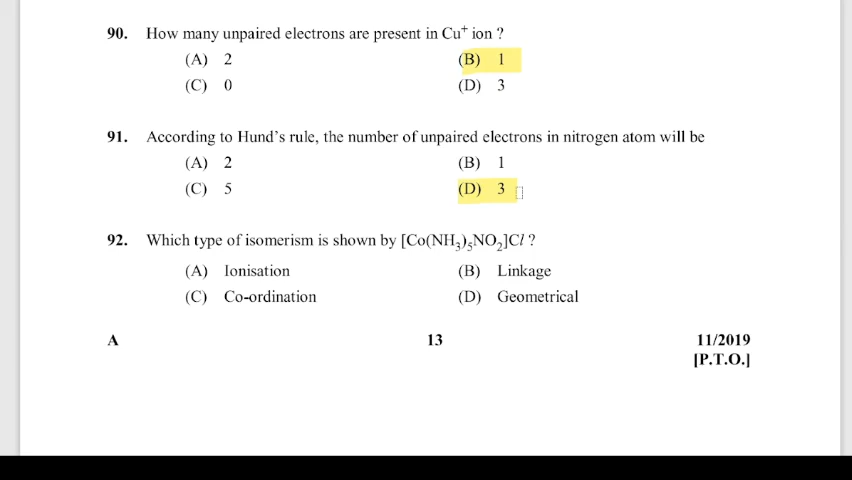 90. How many unpaired electrons are present in Cu⁺ ion ?
(A) 2 (B) 1
(C) 0 (D) 3
91. According to Hund's rule, the number of unpaired electrons in nitrogen atom will be
(A) 2 (B) 1
(C) 5 (D) 3
92. Which type of isomerism is shown by [Co(NH₃)₅NO₂]Cl ?
(A) Ionisation (B) Linkage
(C) Co-ordination (D) Geometrical
A 13 11/2019
[P.T.O.]